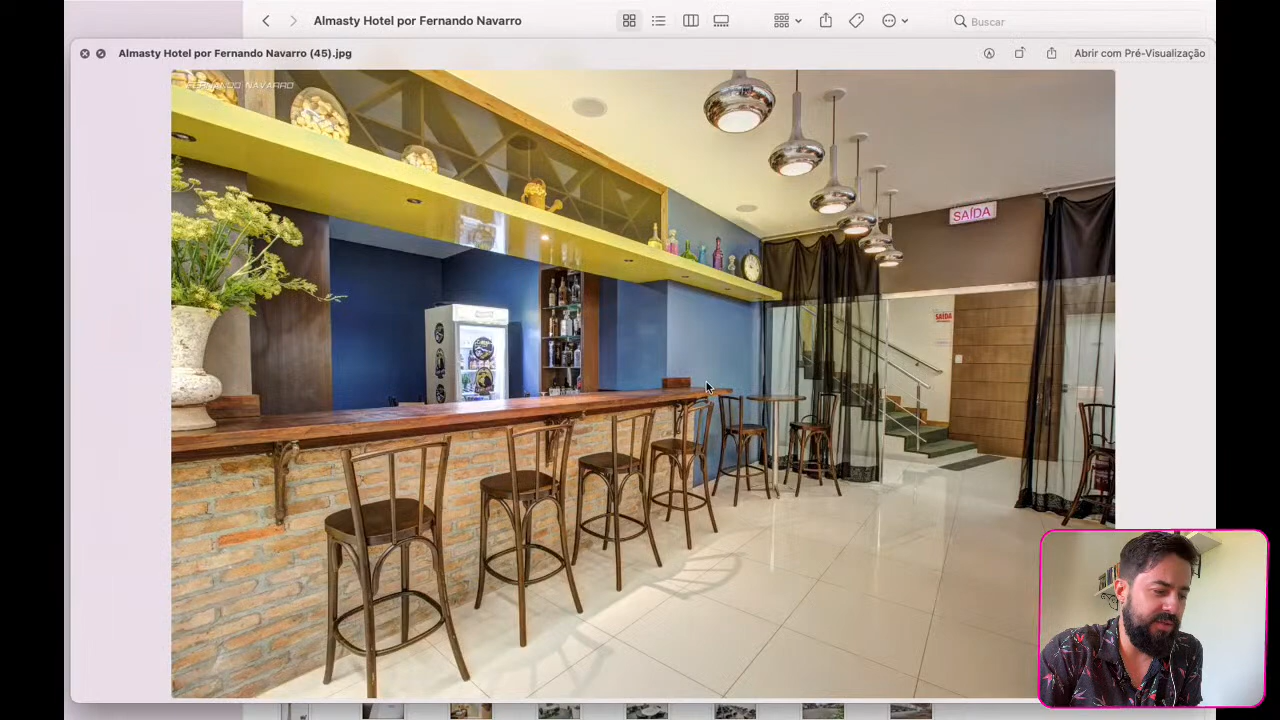 Almasty Hotel por Fernando Navarro
Buscar
Almasty Hotel por Fernando Navarro (45).jpg
Abrir com Pré-Visualização
FERNANDO NAVARRO
SAÍDA
SAÍDA